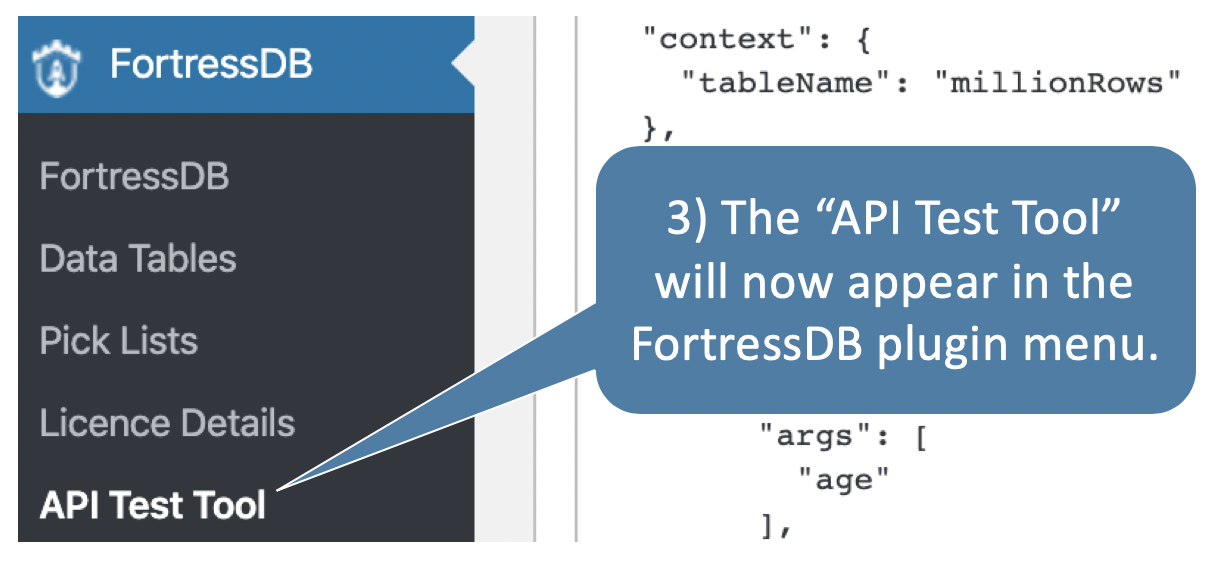 FortressDB
FortressDB
Data Tables
Pick Lists
Licence Details
API Test Tool
"context": {
"tableName": "millionRows"
},
3) The “API Test Tool”
will now appear in the
FortressDB plugin menu.
"args": [
"age"
],